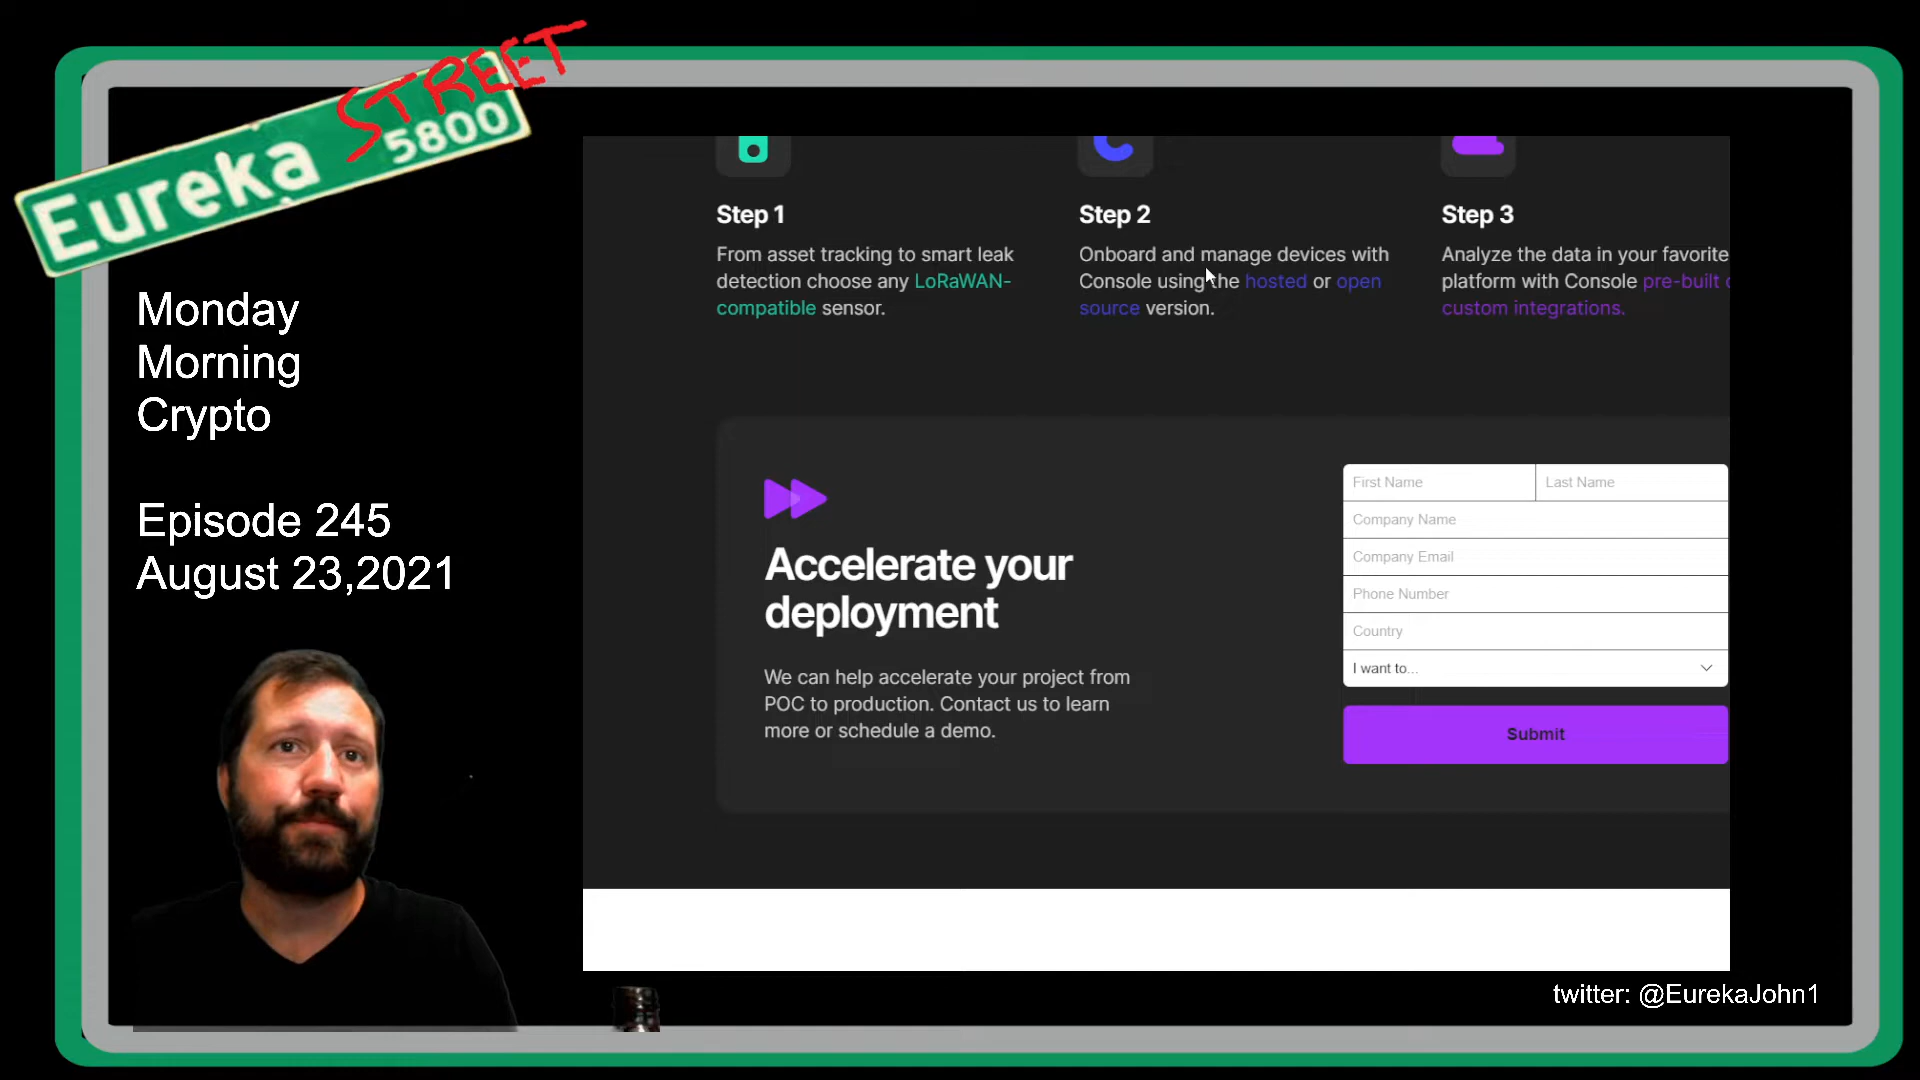 Eureka
STREET
5800
Monday
Morning
Crypto
Episode 245
August 23,2021
Step 1
From asset tracking to smart leak
detection choose any LoRaWAN-
compatible sensor.
Step 2
Onboard and manage devices with
Console using the hosted or open
source version.
Step 3
Analyze the data in your favorite
platform with Console pre-built
custom integrations.
Accelerate your
deployment
We can help accelerate your project from
POC to production. Contact us to learn
more or schedule a demo.
First Name
Last Name
Company Name
Company Email
Phone Number
Country
I want to...
Submit
twitter: @EurekaJohn1